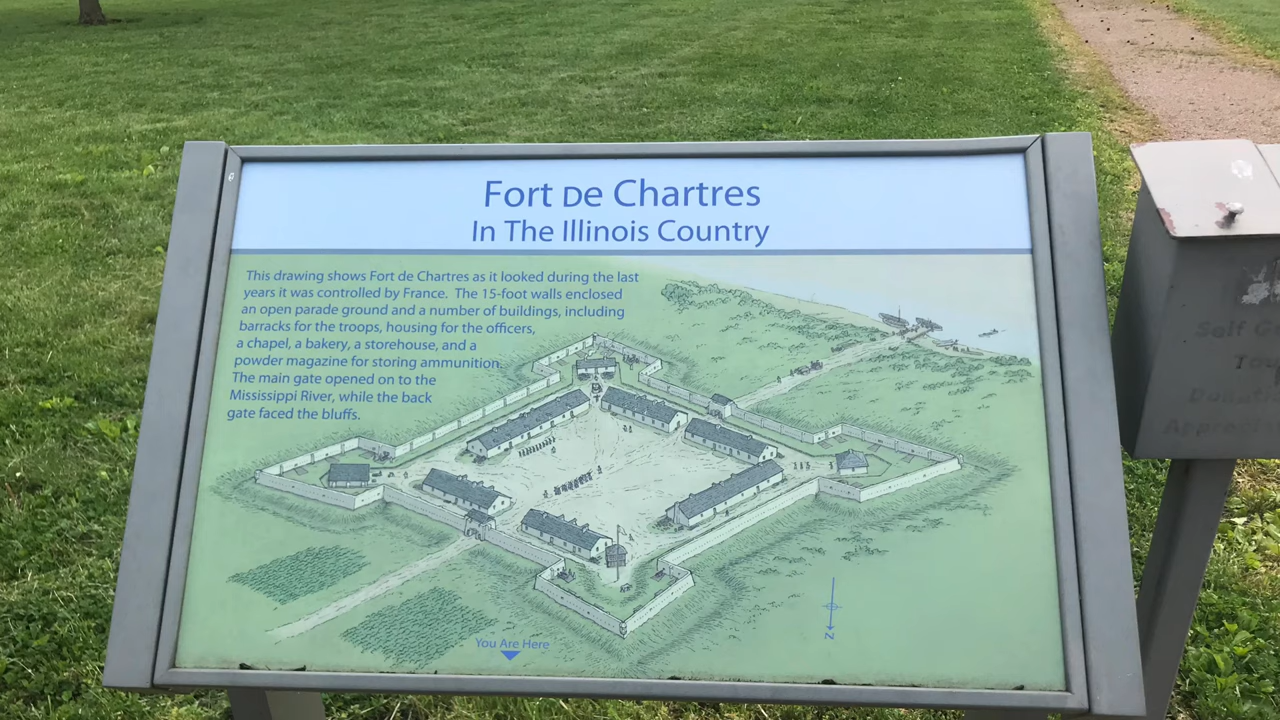 Fort De Chartres
In The Illinois Country
This drawing shows Fort de Chartres as it looked during the last
years it was controlled by France. The 15-foot walls enclosed
an open parade ground and a number of buildings, including
barracks for the troops, housing for the officers,
a chapel, a bakery, a storehouse, and a
powder magazine for storing ammunition.
The main gate opened on to the
Mississippi River, while the back
gate faced the bluffs.
You Are Here
N
Self